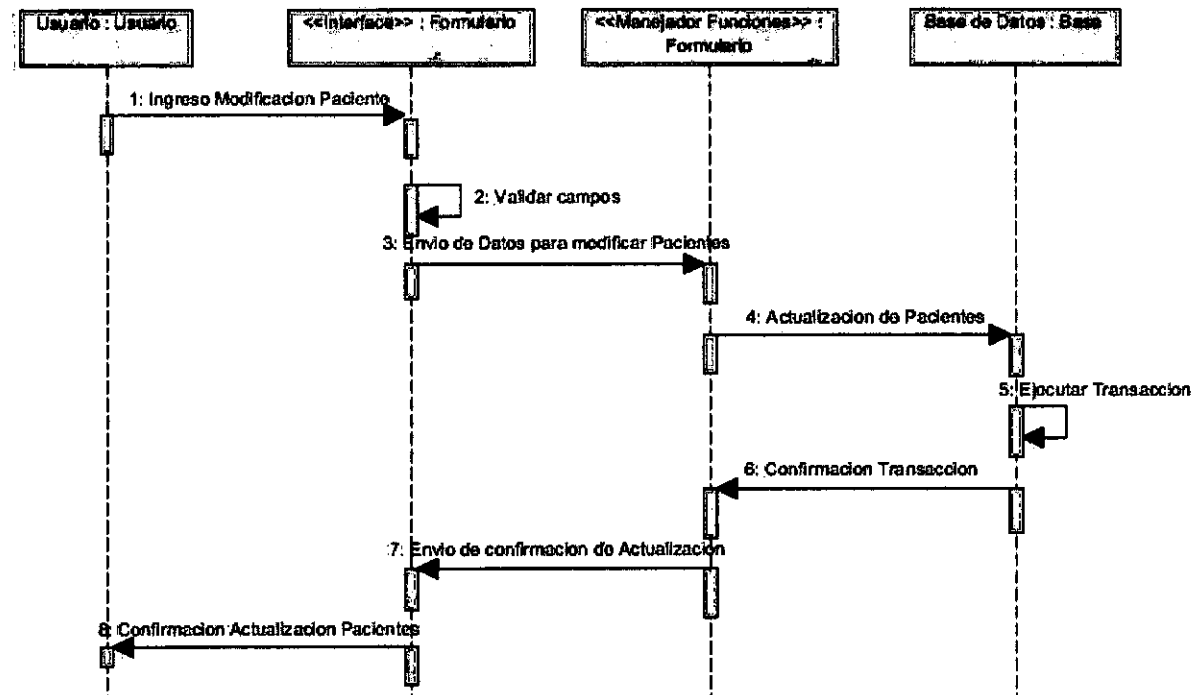 Usuario : Usuario
<<Interface>> : Formulario
<<Manejador Funciones>> :
Formulario
Base de Datos : Base
1: Ingreso Modificacion Paciente
2: Validar campos
3: Envio de Datos para modificar Pacientes
4: Actualizacion de Pacientes
5: Ejecutar Transaccion
6: Confirmacion Transaccion
7: Envio de confirmacion de Actualizacion
8: Confirmacion Actualizacion Pacientes